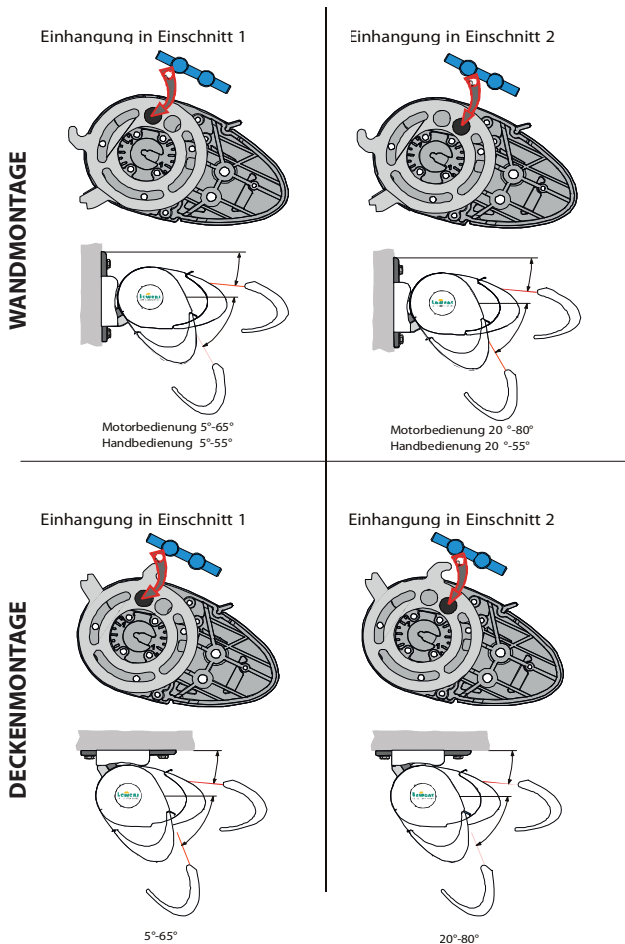 WANDMONTAGE
Einhangung in Einschnitt 1
Motorbedienung 5°-65°
Handbedienung 5°-55°
Einhangung in Einschnitt 2
Motorbedienung 20 °-80°
Handbedienung 20 °-55°
DECKENMONTAGE
Einhangung in Einschnitt 1
5°-65°
Einhangung in Einschnitt 2
20°-80°